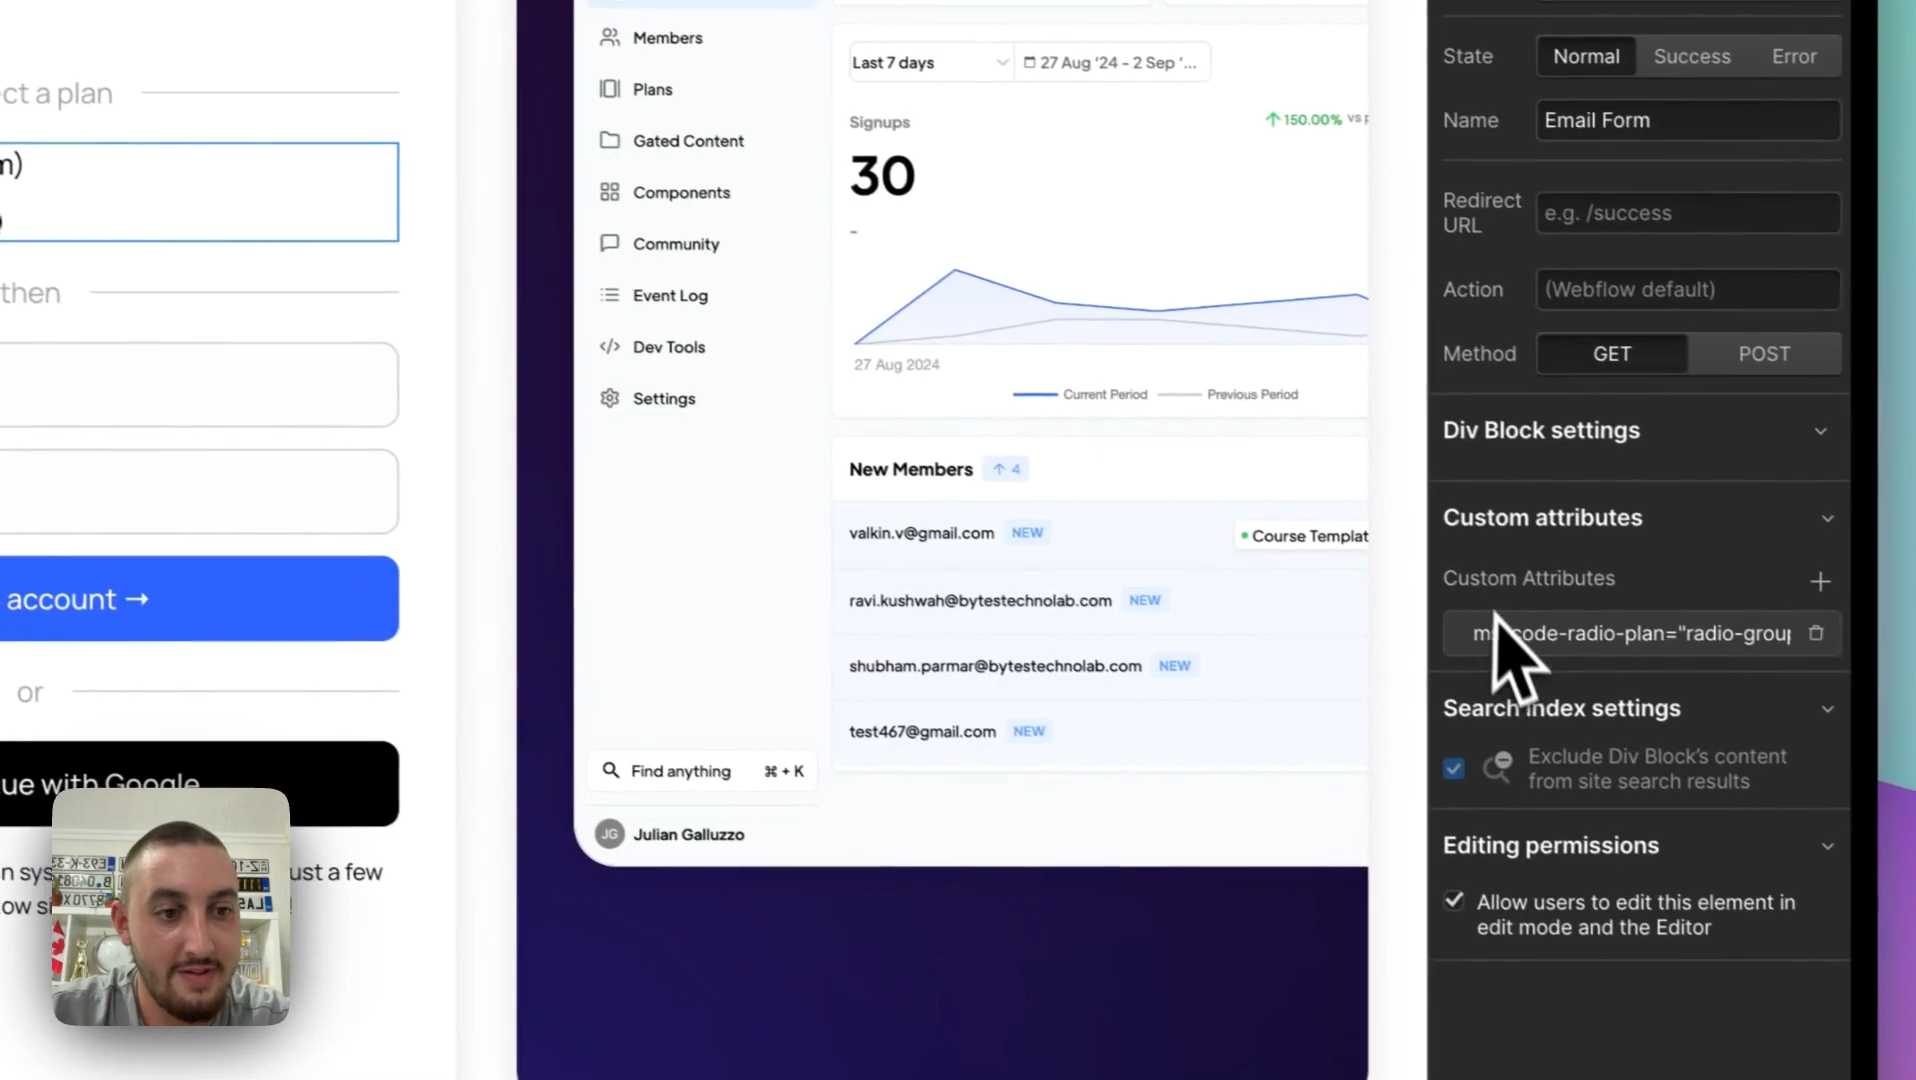 ct a plan
m)
)
then
account →
or
ue with Google
n sys
ust a few
ow si
Members
Plans
Gated Content
Components
Community
Event Log
Dev Tools
Settings
Find anything ⌘ + K
JG Julian Galluzzo
Last 7 days
27 Aug '24 - 2 Sep '...
Signups
↑ 150.00% vs p
30
-
27 Aug 2024
Current Period
Previous Period
New Members ↑ 4
valkin.v@gmail.com NEW
Course Templat
ravi.kushwah@bytestechnolab.com NEW
shubham.parmar@bytestechnolab.com NEW
test467@gmail.com NEW
State Normal Success Error
Name Email Form
Redirect URL e.g. /success
Action (Webflow default)
Method GET POST
Div Block settings
Custom attributes
Custom Attributes +
code-radio-plan="radio-group
Search index settings
Exclude Div Block's content
from site search results
Editing permissions
Allow users to edit this element in
edit mode and the Editor